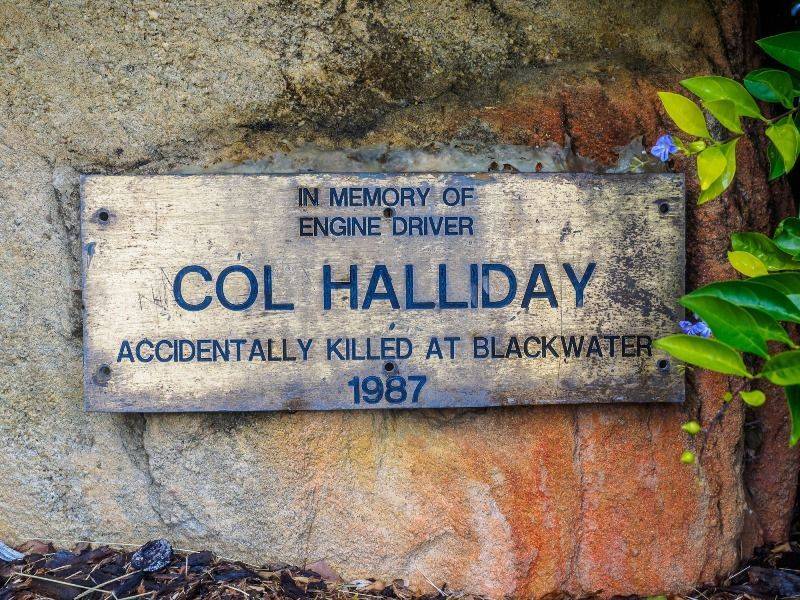 IN MEMORY OF
ENGINE DRIVER
COL HALLIDAY
ACCIDENTALLY KILLED AT BLACKWATER
1987